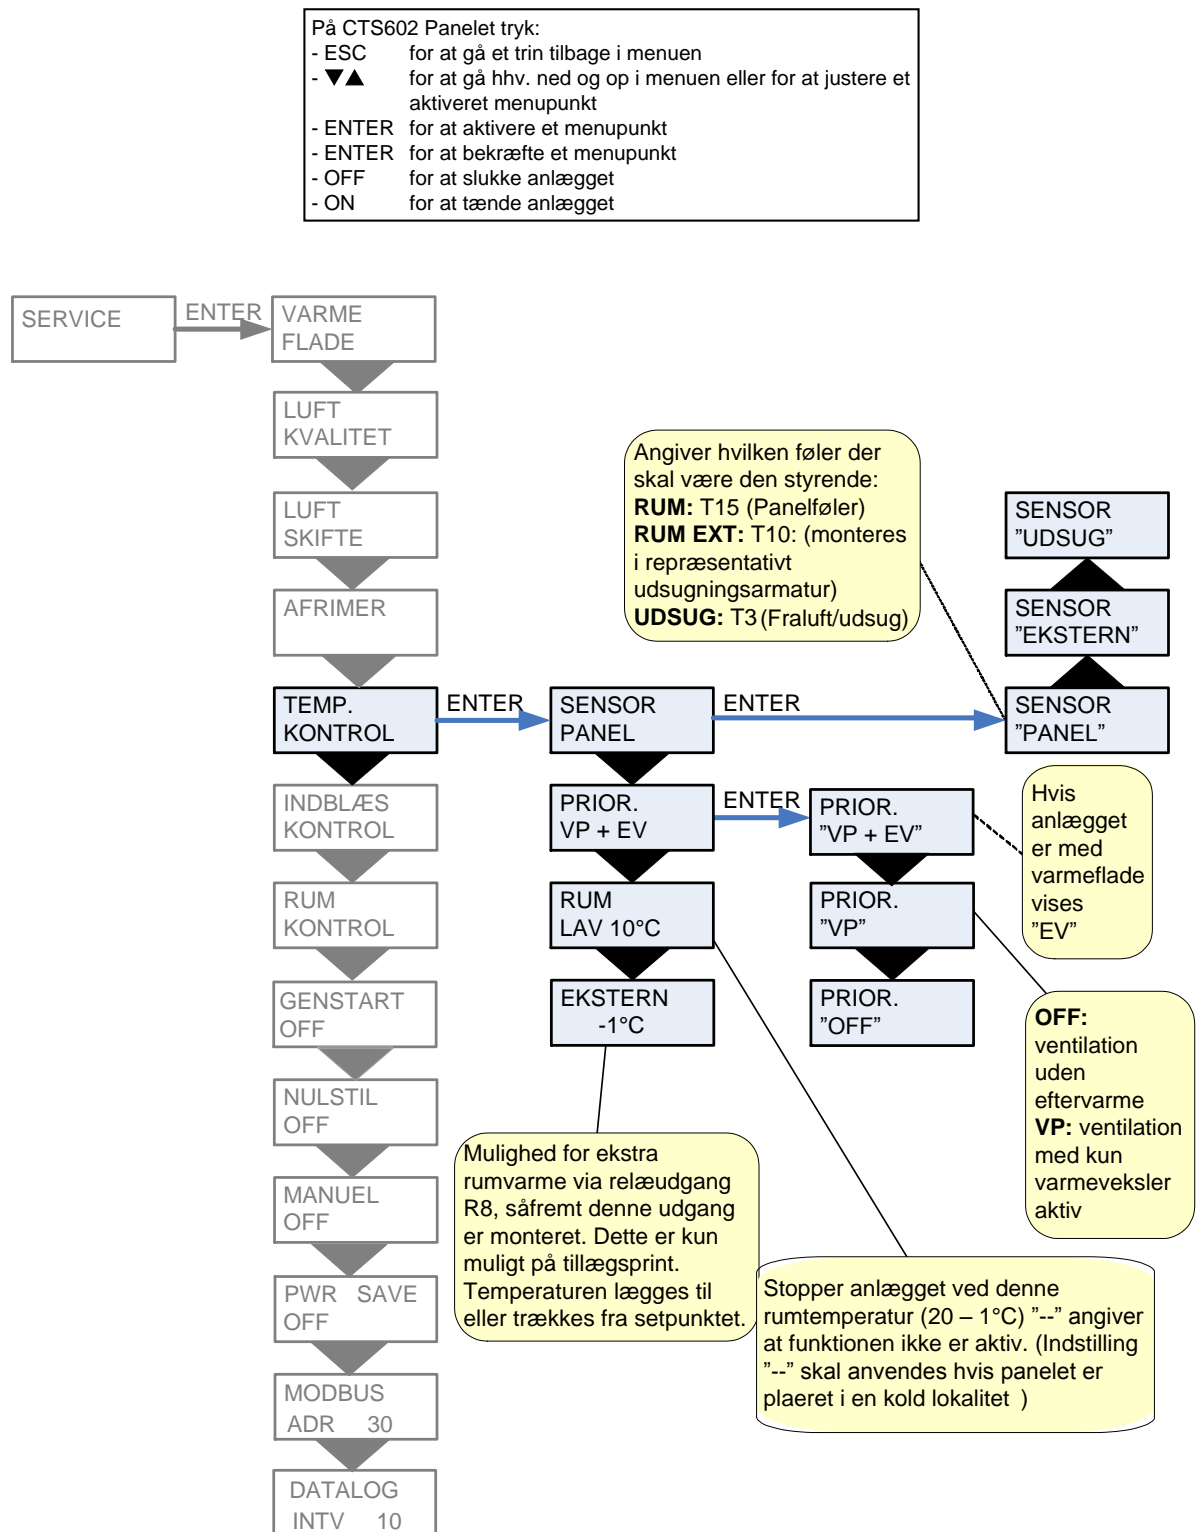 På CTS602 Panelet tryk:
- ESC for at gå et trin tilbage i menuen
- ▼▲ for at gå hhv. ned og op i menuen eller for at justere et
aktiveret menupunkt
- ENTER for at aktivere et menupunkt
- ENTER for at bekræfte et menupunkt
- OFF for at slukke anlægget
- ON for at tænde anlægget
SERVICE
ENTER
VARME
FLADE
LUFT
KVALITET
LUFT
SKIFTE
AFRIMER
Angiver hvilken føler der
skal være den styrende:
RUM: T15 (Panelføler)
RUM EXT: T10: (monteres
i repræsentativt
udsugningsarmatur)
UDSUG: T3 (Fraluft/udsug)
SENSOR
”UDSUG”
SENSOR
”EKSTERN”
TEMP.
KONTROL
ENTER
SENSOR
PANEL
ENTER
SENSOR
”PANEL”
INDBLÆS
KONTROL
PRIOR.
VP + EV
ENTER
PRIOR.
”VP + EV”
Hvis
anlægget
er med
varmeflade
vises
”EV”
RUM
KONTROL
RUM
LAV 10°C
PRIOR.
”VP”
GENSTART
OFF
EKSTERN
-1°C
PRIOR.
”OFF”
OFF:
ventilation
uden
eftervarme
VP: ventilation
med kun
varmeveksler
aktiv
NULSTIL
OFF
MANUEL
OFF
Mulighed for ekstra
rumvarme via relæudgang
R8, såfremt denne udgang
er monteret. Dette er kun
muligt på tillægsprint.
Temperaturen lægges til
eller trækkes fra setpunktet.
PWR SAVE
OFF
Stopper anlægget ved denne
rumtemperatur (20 – 1°C) ”--” angiver
at funktionen ikke er aktiv. (Indstilling
”--” skal anvendes hvis panelet er
plaeret i en kold lokalitet )
MODBUS
ADR 30
DATALOG
INTV 10